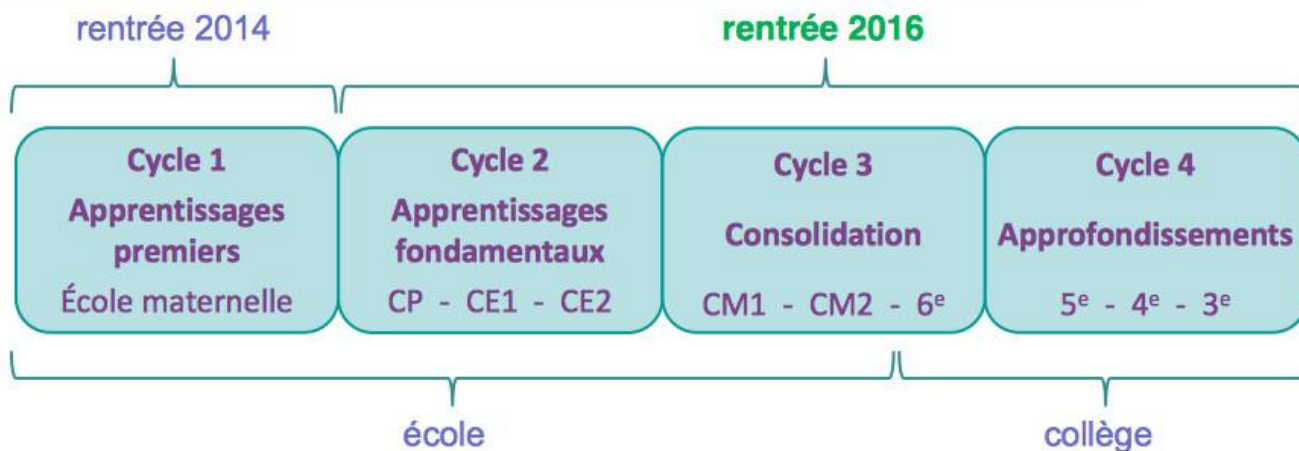 rentrée 2014
rentrée 2016
Cycle 1
Apprentissages
premiers
École maternelle
Cycle 2
Apprentissages
fondamentaux
CP - CE1 - CE2
Cycle 3
Consolidation
CM1 - CM2 - 6e
Cycle 4
Approfondissements
5e - 4e - 3e
école
collège